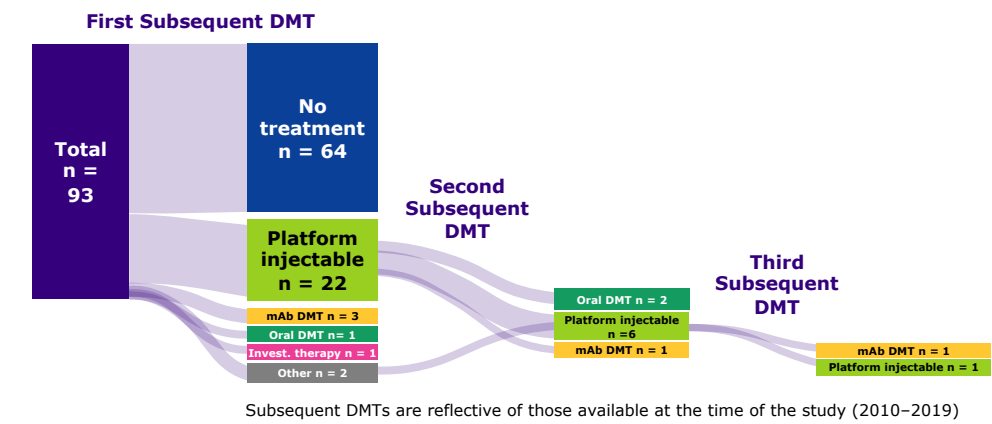 First Subsequent DMT
Total
n =
93
No
treatment
n = 64
Platform
injectable
n = 22
mAb DMT n = 3
Oral DMT n= 1
Invest. therapy n = 1
Other n = 2
Second
Subsequent
DMT
Oral DMT n = 2
Platform injectable
n =6
mAb DMT n = 1
Third
Subsequent
DMT
mAb DMT n = 1
Platform injectable n = 1
Subsequent DMTs are reflective of those available at the time of the study (2010–2019)